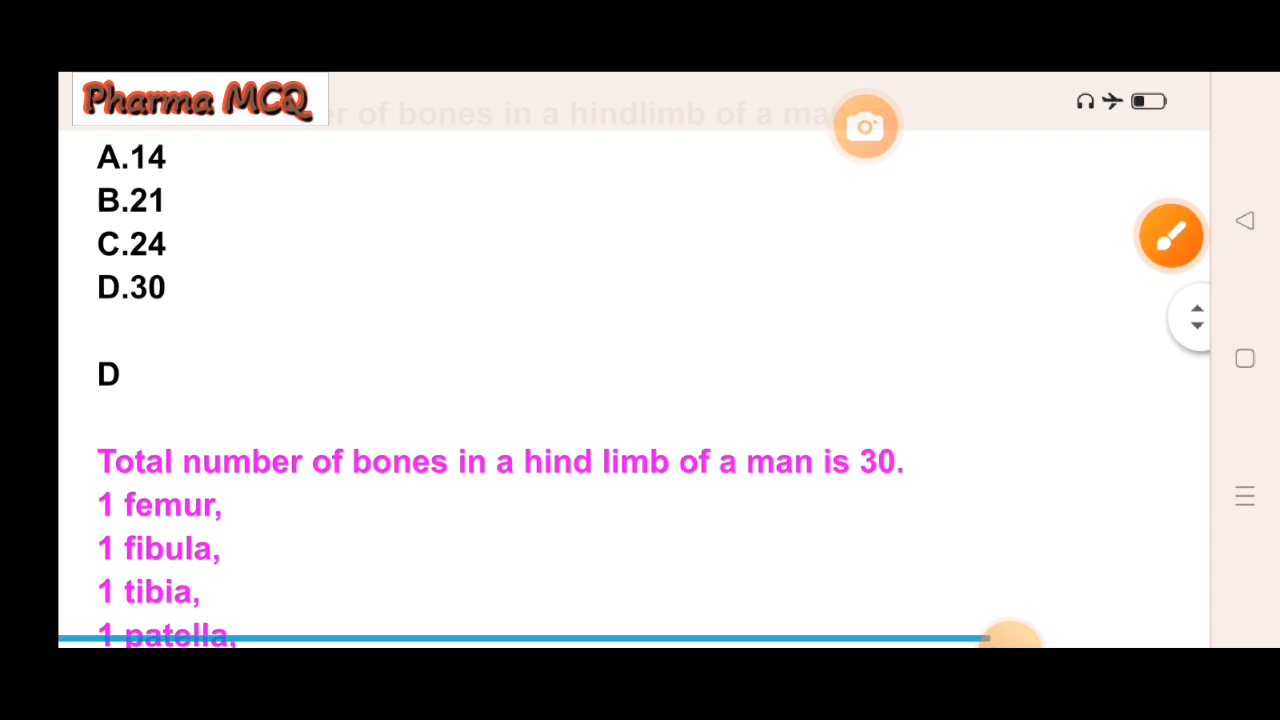 Pharma MCQ
er of bones in a hindlimb of a ma
A.14
B.21
C.24
D.30
D
Total number of bones in a hind limb of a man is 30.
1 femur,
1 fibula,
1 tibia,
1 patella,